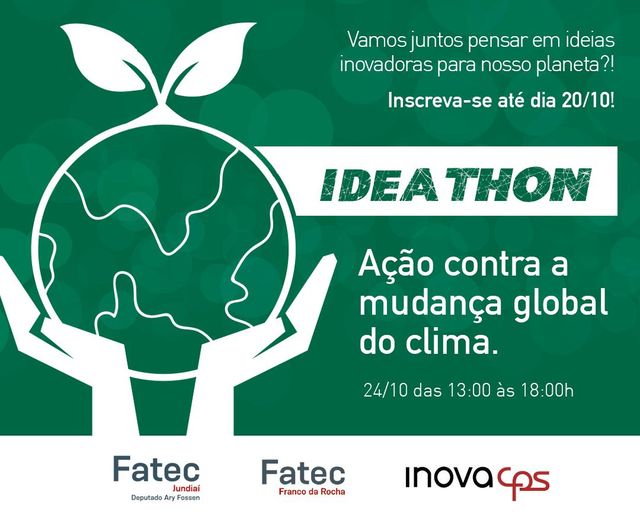 Vamos juntos pensar em ideias
inovadoras para nosso planeta?!
Inscreva-se até dia 20/10!
IDEATHON
Ação contra a
mudança global
do clima.
24/10 das 13:00 às 18:00h
Fatec
Jundiaí
Deputado Ary Fossen
Fatec
Franco da Rocha
inovacps